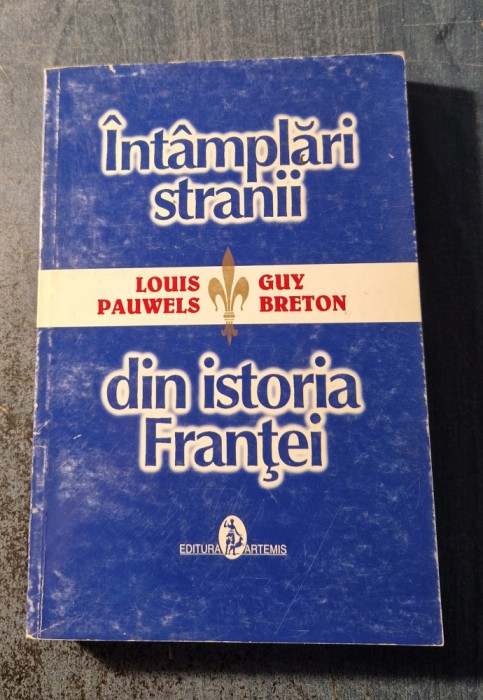 Întâmplări
stranii
LOUIS PAUWELS
GUY BRETON
din istoria
Franţei
EDITURA ARTEMIS